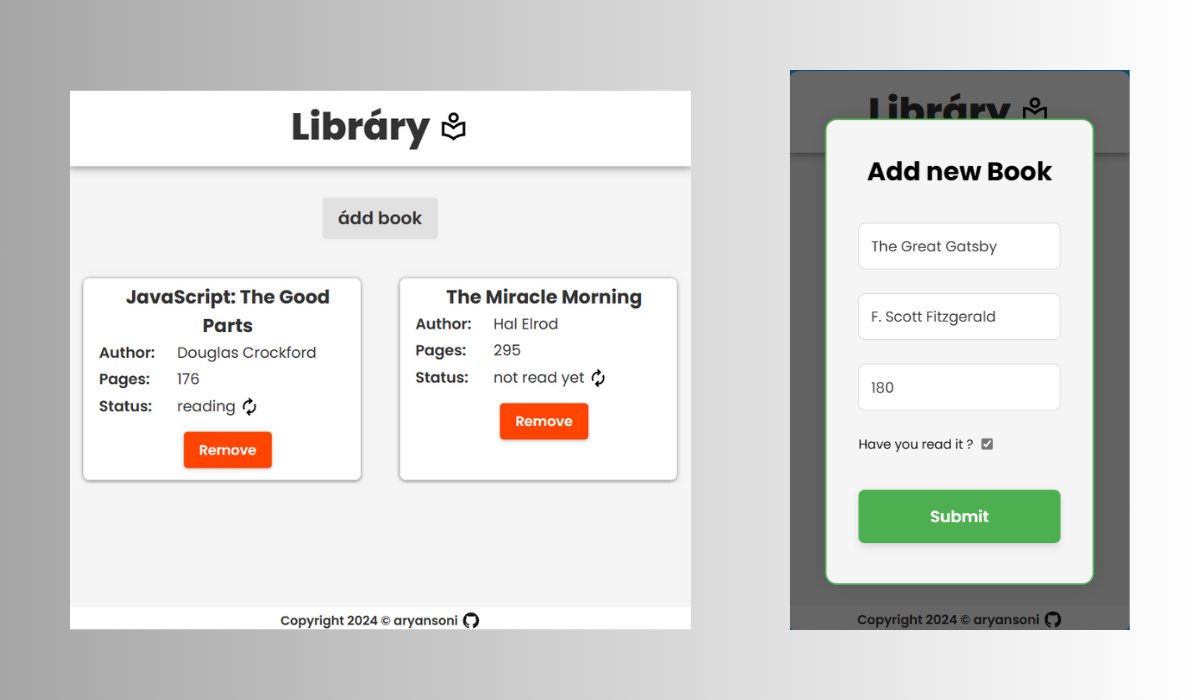 Libráry
ádd book
JavaScript: The Good
Parts
Author: Douglas Crockford
Pages: 176
Status: reading
Remove
The Miracle Morning
Author: Hal Elrod
Pages: 295
Status: not read yet
Remove
Copyright 2024 © aryansoni
Libráry
Add new Book
The Great Gatsby
F. Scott Fitzgerald
180
Have you read it ?
Submit
Copyright 2024 © aryansoni